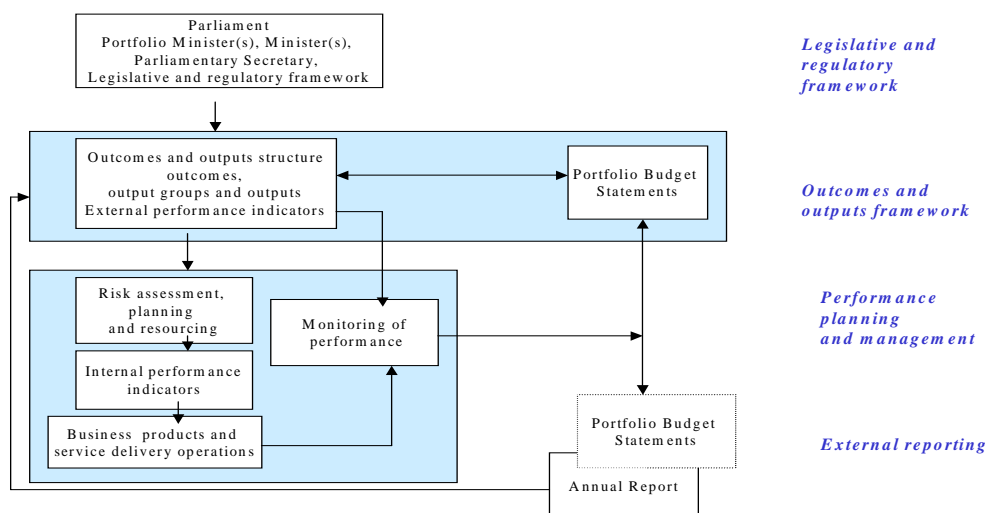 Parliament
Portfolio Minister(s), Minister(s),
Parliamentary Secretary,
Legislative and regulatory framework
Legislative and
regulatory
framework
Outcomes and outputs structure
outcomes,
output groups and outputs
External performance indicators
Portfolio Budget
Statements
Outcomes and
outputs framework
Risk assessment,
planning
and resourcing
Monitoring of
performance
Performance
planning
and management
Internal performance
indicators
Business products and
service delivery operations
Portfolio Budget
Statements
External reporting
Annual Report